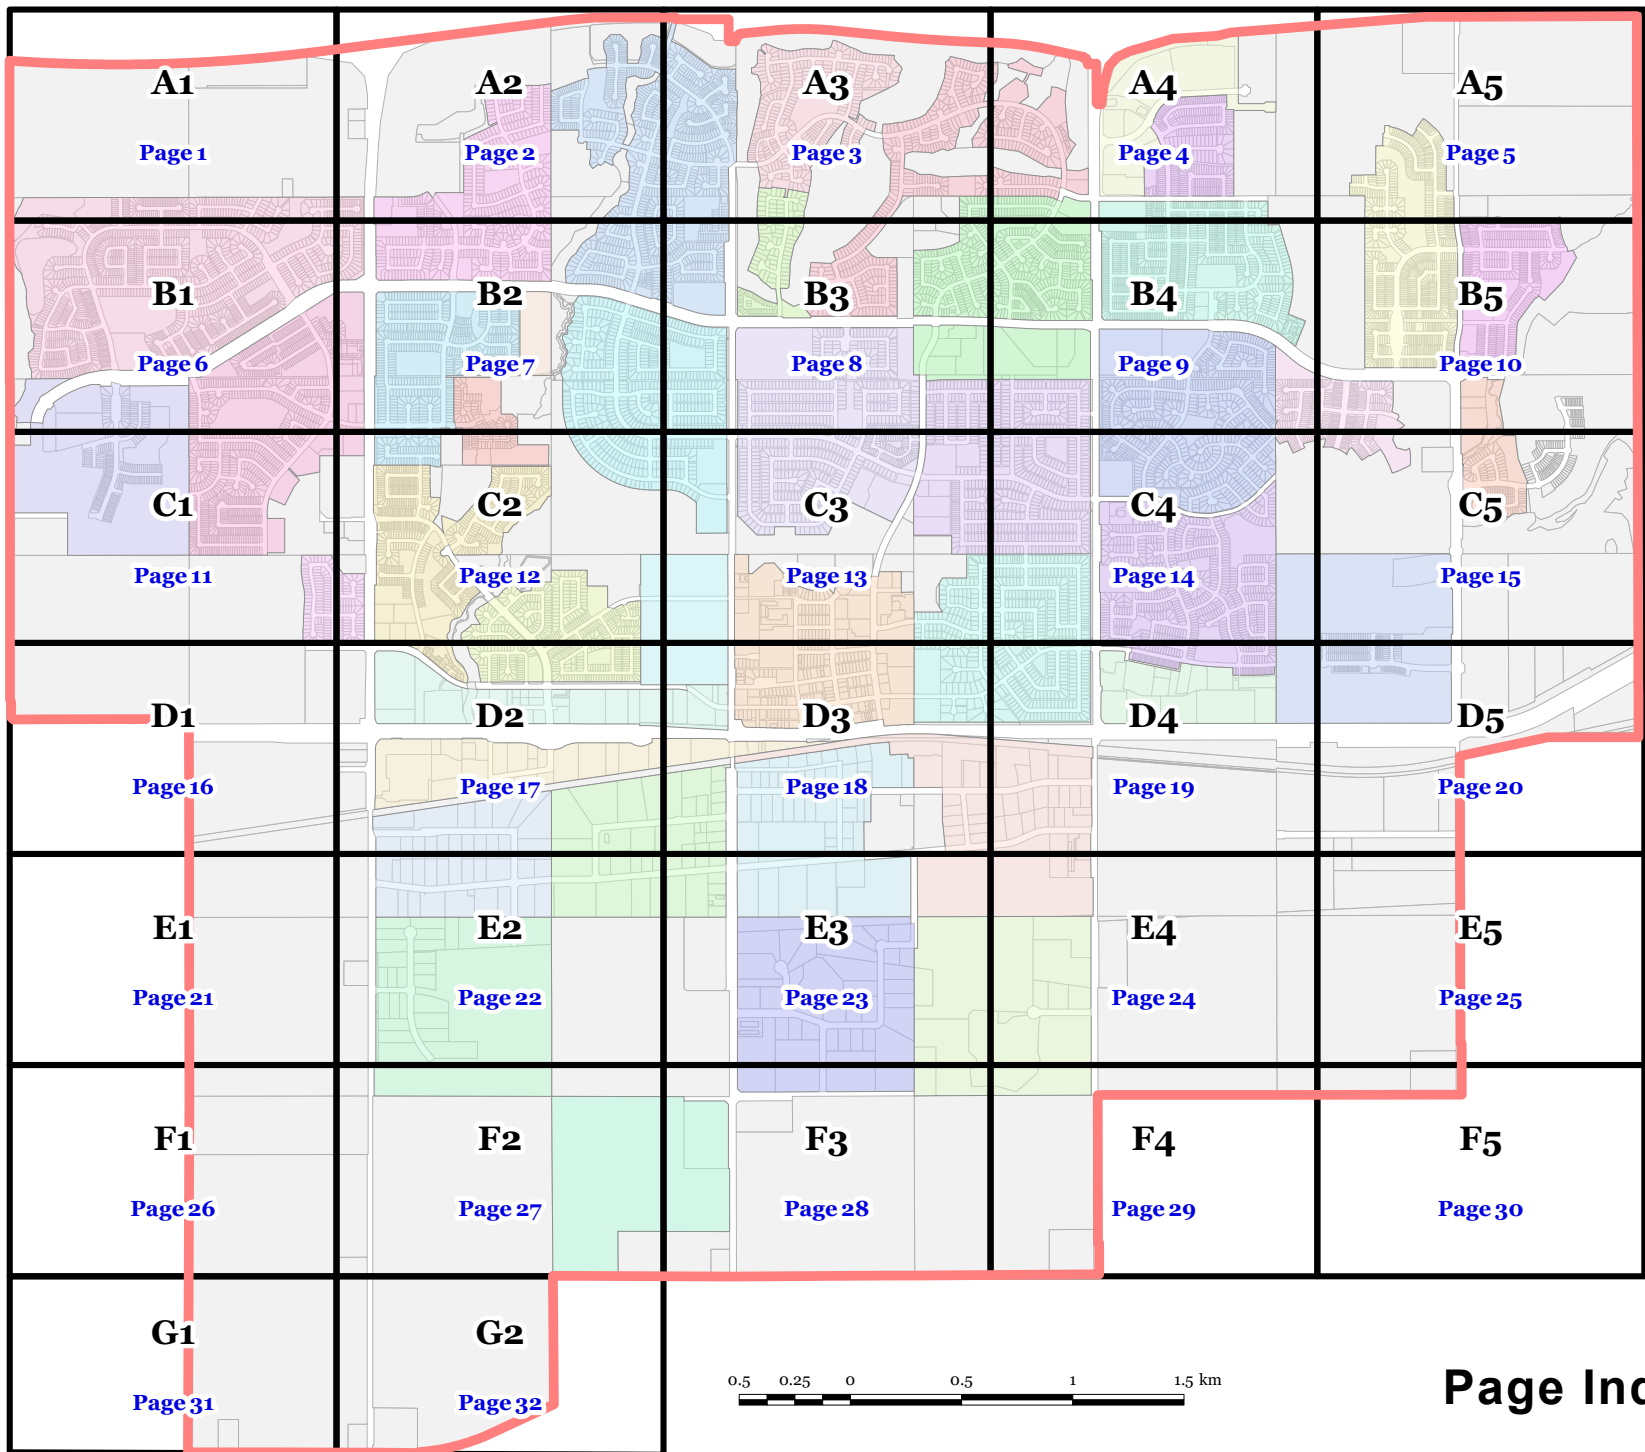 A1 A2 A3 A4 A5
Page 1 Page 2 Page 3 Page 4 Page 5
B1 B2 B3 B4 B5
Page 6 Page 7 Page 8 Page 9 Page 10
C1 C2 C3 C4 C5
Page 11 Page 12 Page 13 Page 14 Page 15
D1 D2 D3 D4 D5
Page 16 Page 17 Page 18 Page 19 Page 20
E1 E2 E3 E4 E5
Page 21 Page 22 Page 23 Page 24 Page 25
F1 F2 F3 F4 F5
Page 26 Page 27 Page 28 Page 29 Page 30
G1 G2
Page 31 Page 32
0.5 0.25 0 0.5 1 1.5 km
Page Ind